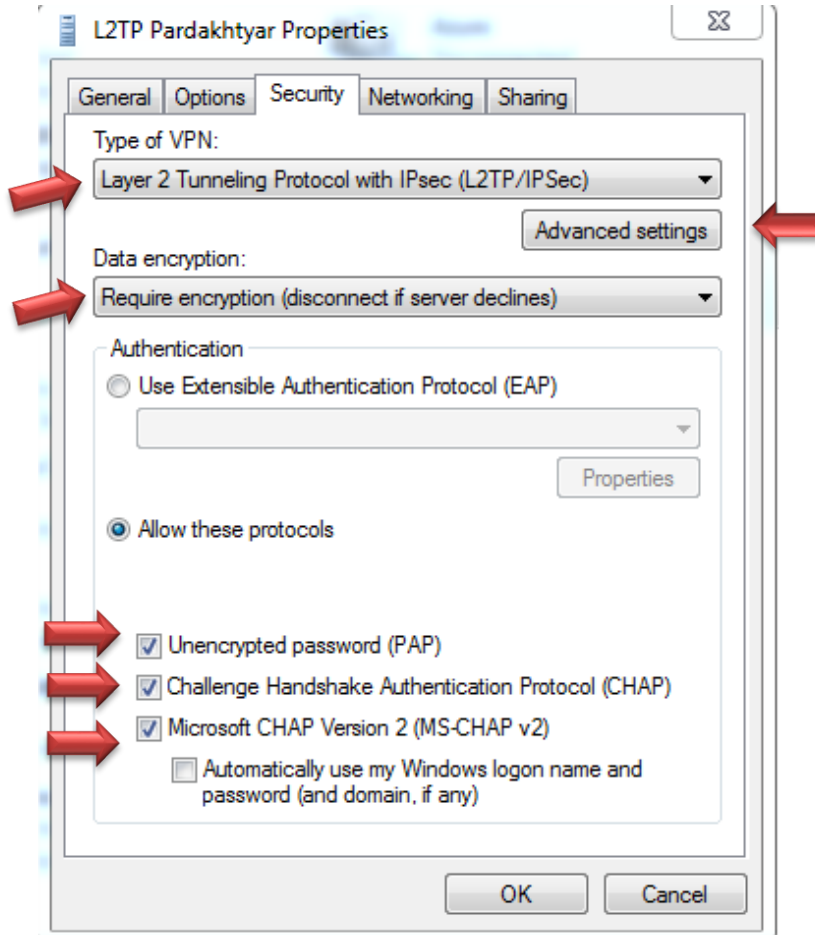 L2TP Pardakhtyar Properties
General Options Security Networking Sharing
Type of VPN:
Layer 2 Tunneling Protocol with IPsec (L2TP/IPSec)
Advanced settings
Data encryption:
Require encryption (disconnect if server declines)
Authentication
Use Extensible Authentication Protocol (EAP)
Properties
Allow these protocols
Unencrypted password (PAP)
Challenge Handshake Authentication Protocol (CHAP)
Microsoft CHAP Version 2 (MS-CHAP v2)
Automatically use my Windows logon name and
password (and domain, if any)
OK Cancel